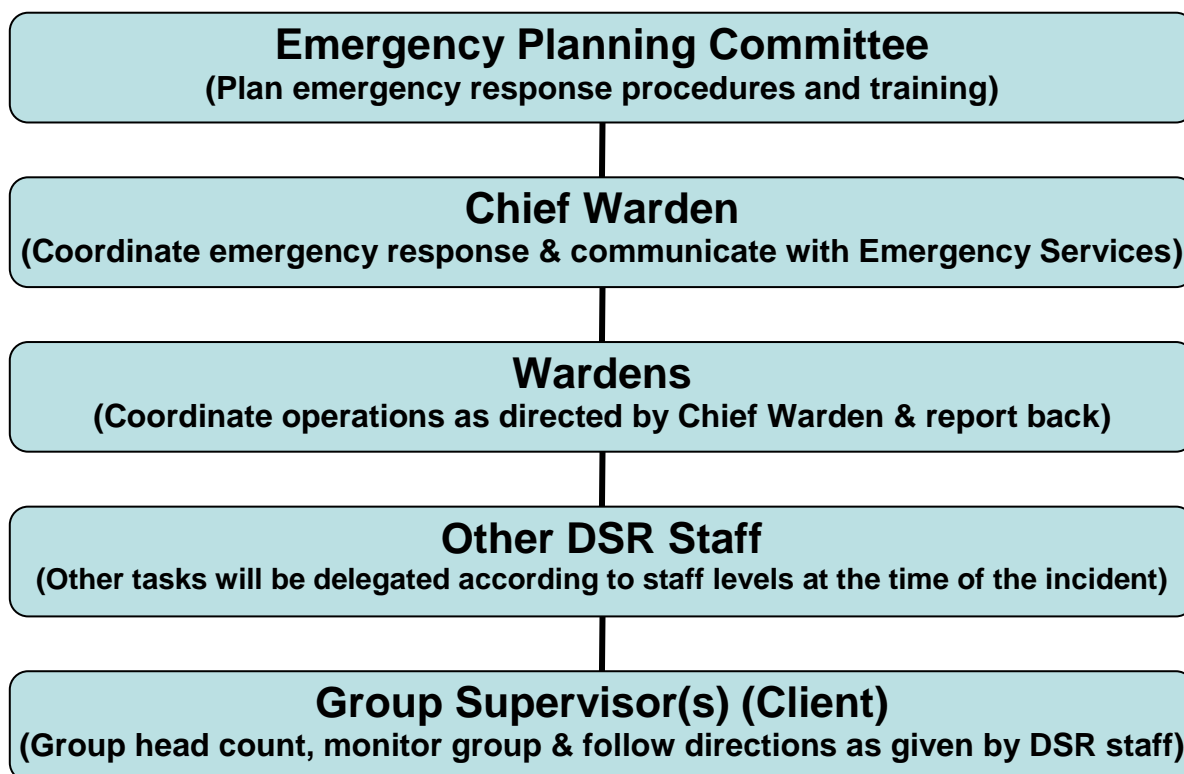 Emergency Planning Committee
(Plan emergency response procedures and training)
Chief Warden
(Coordinate emergency response & communicate with Emergency Services)
Wardens
(Coordinate operations as directed by Chief Warden & report back)
Other DSR Staff
(Other tasks will be delegated according to staff levels at the time of the incident)
Group Supervisor(s) (Client)
(Group head count, monitor group & follow directions as given by DSR staff)